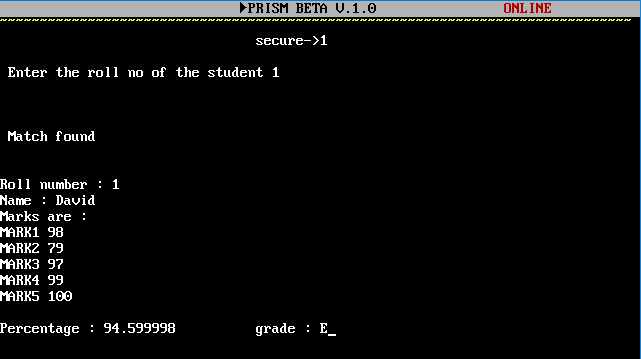 ►PRISM BETA V.1.0 ONLINE
secure->1
Enter the roll no of the student 1
Match found
Roll number : 1
Name : David
Marks are :
MARK1 98
MARK2 79
MARK3 97
MARK4 99
MARK5 100
Percentage : 94.599998 grade : E_